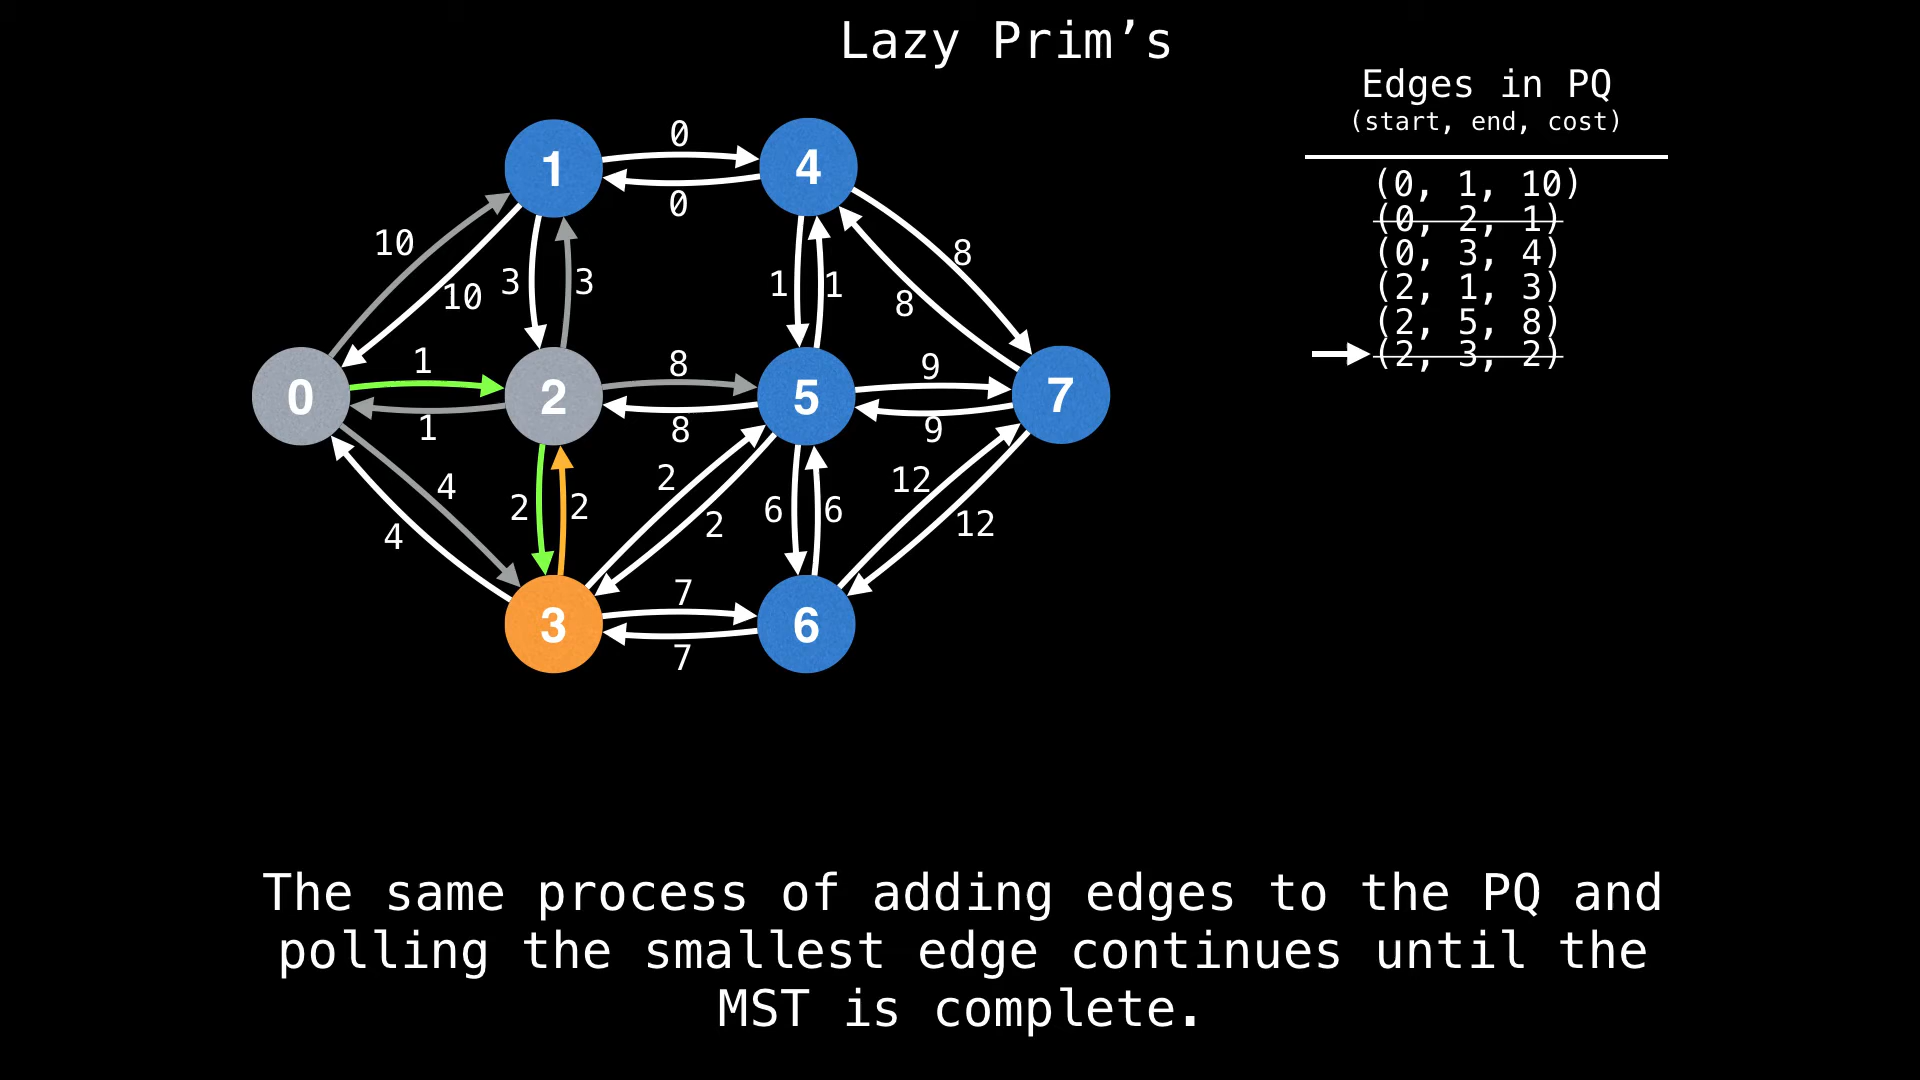 Lazy Prim’s
Edges in PQ
(start, end, cost)
(0, 1, 10)
(0, 2, 1)
(0, 3, 4)
(2, 1, 3)
(2, 5, 8)
(2, 3, 2)
0
1 4
0
10 8
3 3 1 1
10 8
1 8 9
0 2 5 7
1 8 9
4 2 12
2 2 6 6
4 2 12
7
3 6
7
The same process of adding edges to the PQ and
polling the smallest edge continues until the
MST is complete.